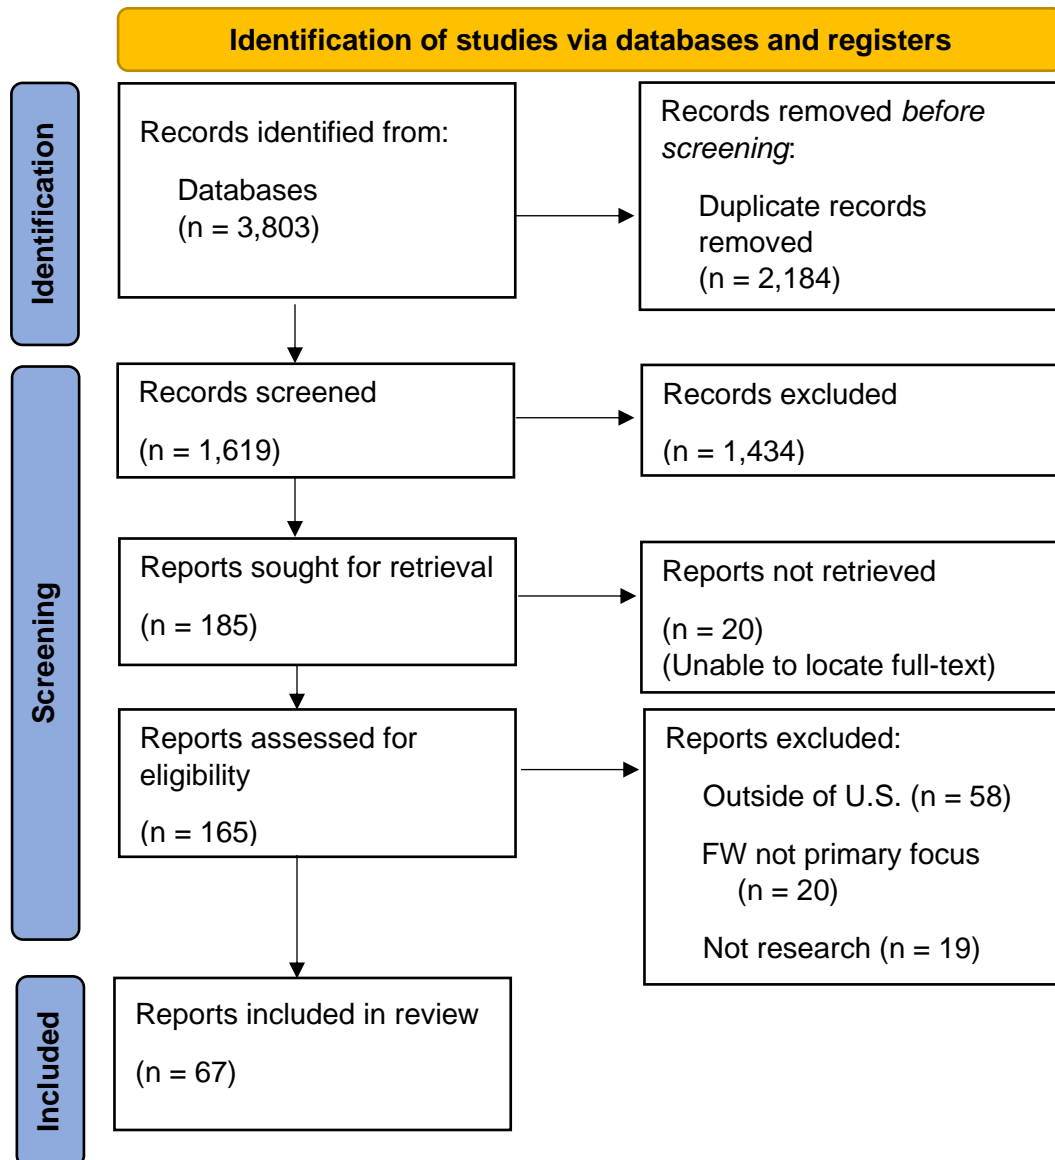 Identification of studies via databases and registers
Identification
Records identified from:
Databases
(n = 3,803)
Records removed before
screening:
Duplicate records
removed
(n = 2,184)
Screening
Records screened
(n = 1,619)
Records excluded
(n = 1,434)
Reports sought for retrieval
(n = 185)
Reports not retrieved
(n = 20)
(Unable to locate full-text)
Reports assessed for
eligibility
(n = 165)
Reports excluded:
Outside of U.S. (n = 58)
FW not primary focus
(n = 20)
Not research (n = 19)
Included
Reports included in review
(n = 67)